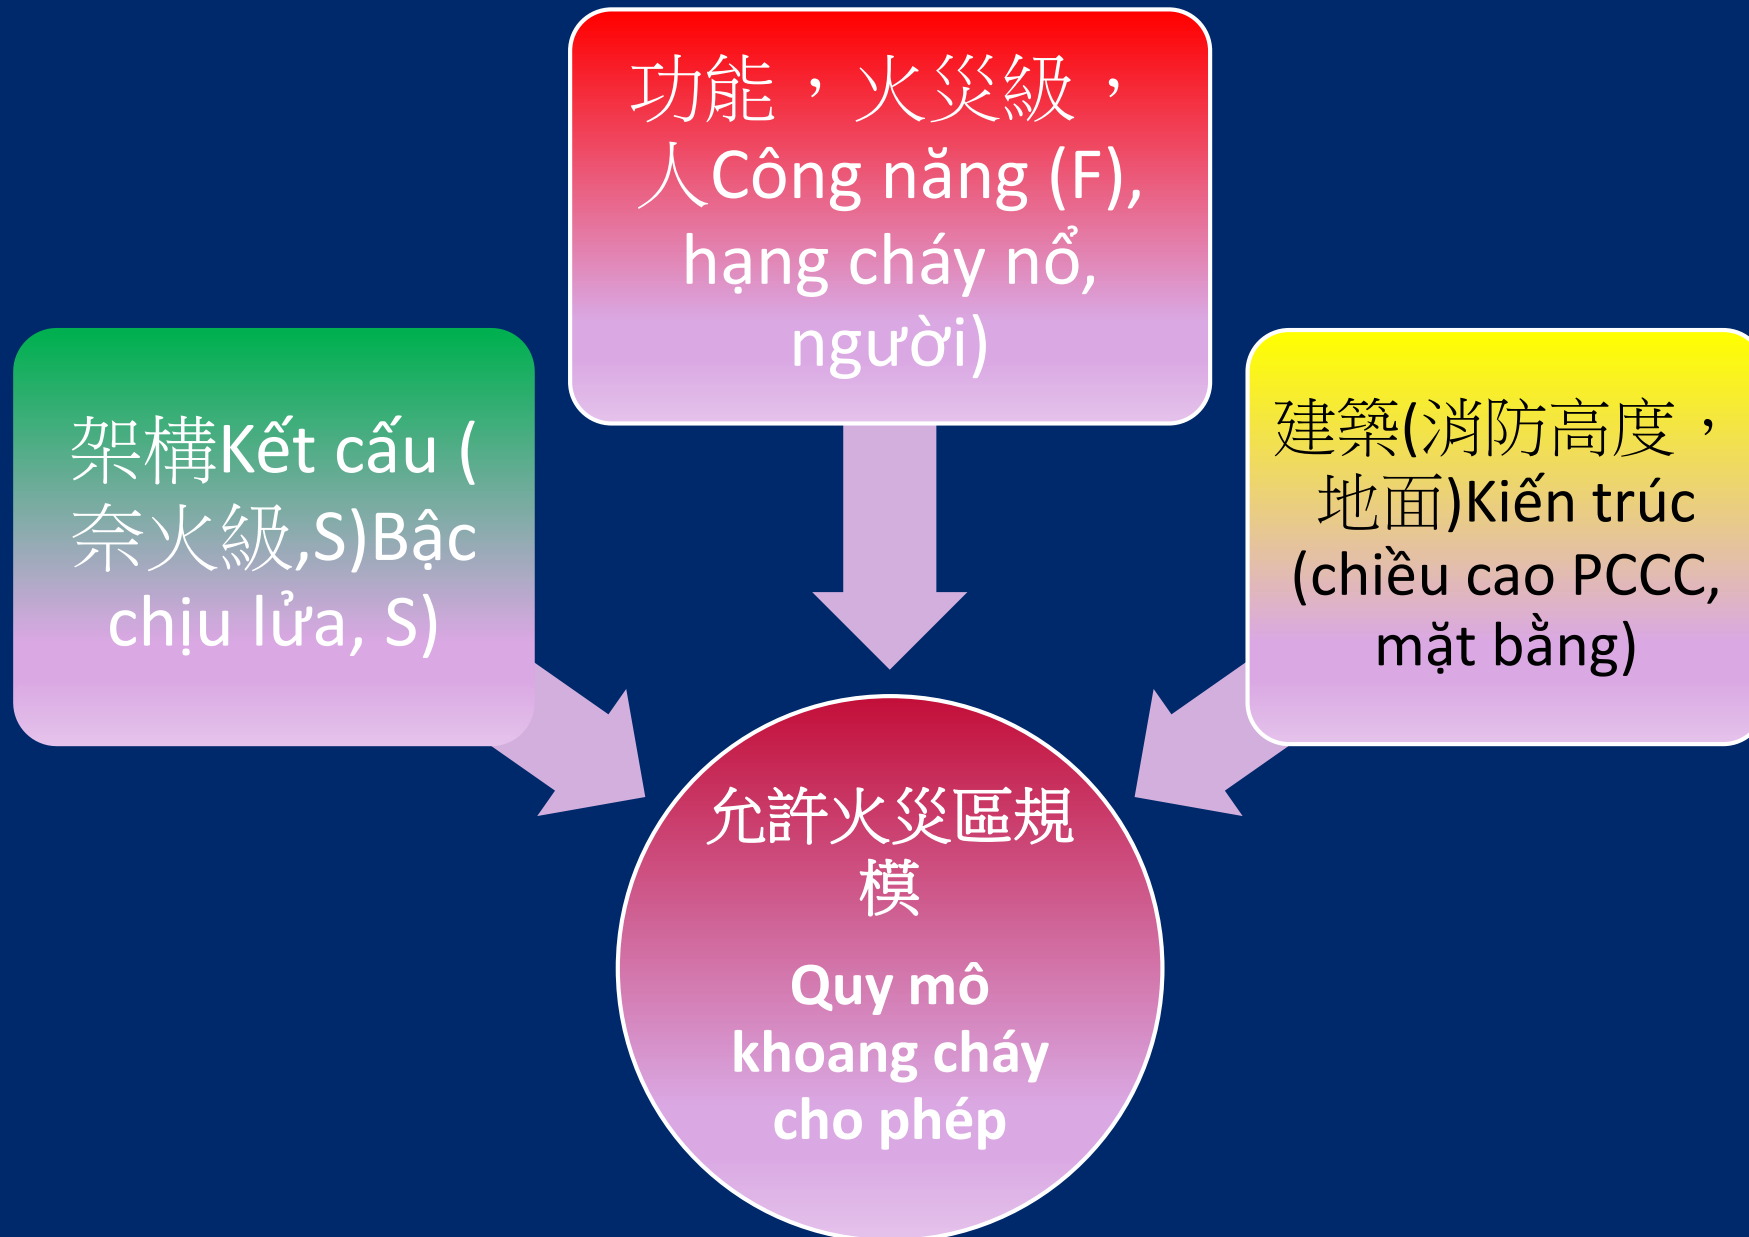 功能，火災級，
人Công năng (F),
hạng cháy nổ,
người)
架構Kết cấu (
奈火級,S)Bậc
chịu lửa, S)
建築(消防高度，
地面)Kiến trúc
(chiều cao PCCC,
mặt bằng)
允許火災區規
模
Quy mô
khoang cháy
cho phép